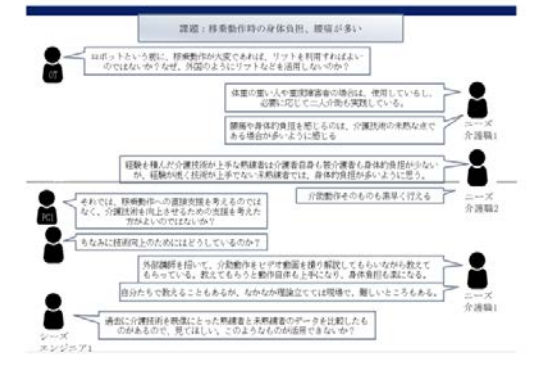 課題：移乗動作時の身体負担、腰痛が多い
ロボットという前に、移乗動作が大変であれば、リフトを利用すればよい
のではないか？なぜ、外国のようにリフトなどを活用しないのか？
OT
体重の重い人や重度障害者の場合は、使用しているし、
必要に応じて二人介助も実践している。
腰痛や身体的負担を感じるのは、介護技術の未熟な点で
ある場合が多いように感じる
ニーズ
介護職1
経験を積んだ介護技術が上手な熟練者は介護者自身も被介護者も身体的負担が少ない
が、経験が浅く技術が上手でない未熟練者では、身体的負担が多いように思う。
介助動作そのものも素早く行える
ニーズ
介護職2
それでは、移乗動作への直接支援を考えるのでは
なく、介護技術を向上させるための支援を考えた
方がよいのではないか？
PC1
ちなみに技術向上のためにはどうしているのか？
外部講師を招いて、介助動作をビデオ動画を撮り解説してもらいながら教えて
もらっている。教えてもらうと動作自体も上手になり、身体負担も楽になる。
自分たちで教えることもあるが、なかなか理論立てては現場で、難しいところもある。
ニーズ
介護職1
過去に介護技術を映像にとった熟練者と未熟練者のデータを比較したも
のがあるので、見てほしい。このようなものが活用できないか？
シーズ
エンジニア1